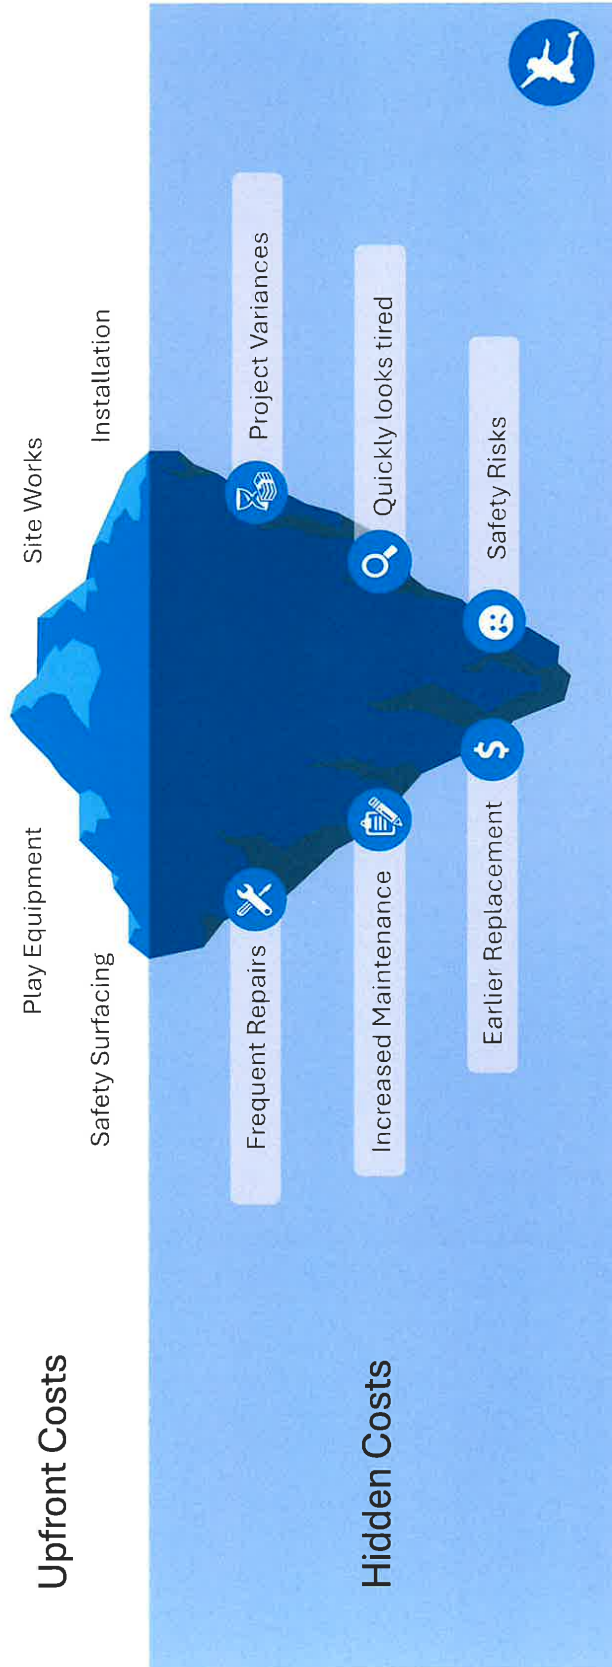 Upfront Costs
Play Equipment
Site Works
Safety Surfacing
Installation
Hidden Costs
Frequent Repairs
Project Variances
Increased Maintenance
Quickly looks tired
Earlier Replacement
$
Safety Risks